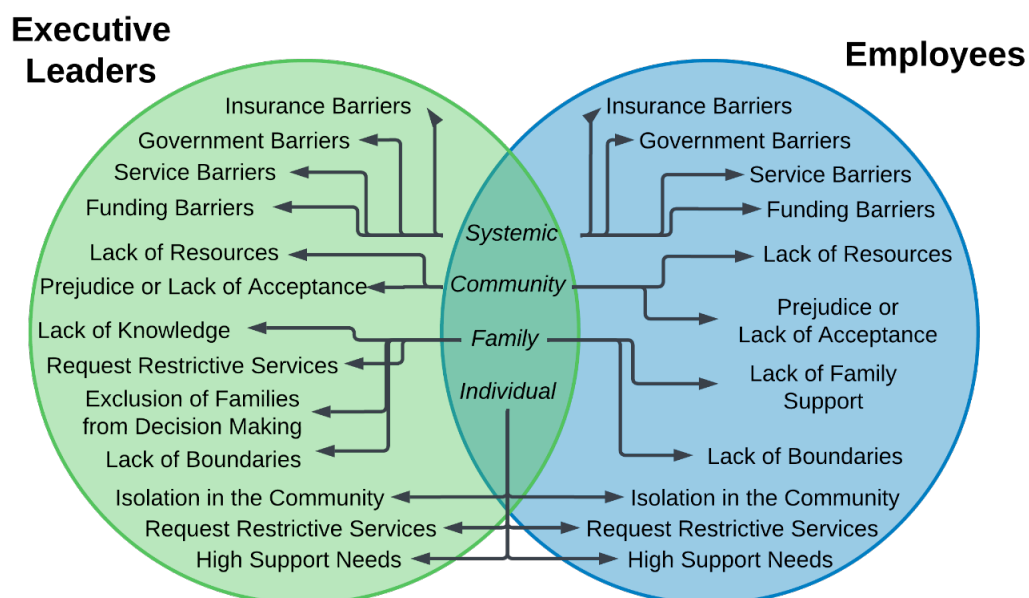 Executive
Leaders
Employees
Insurance Barriers
Government Barriers
Service Barriers
Funding Barriers
Lack of Resources
Prejudice or Lack of Acceptance
Lack of Knowledge
Request Restrictive Services
Exclusion of Families
from Decision Making
Lack of Boundaries
Isolation in the Community
Request Restrictive Services
High Support Needs
Systemic
Community
Family
Individual
Insurance Barriers
Government Barriers
Service Barriers
Funding Barriers
Lack of Resources
Prejudice or
Lack of Acceptance
Lack of Family
Support
Lack of Boundaries
Isolation in the Community
Request Restrictive Services
High Support Needs